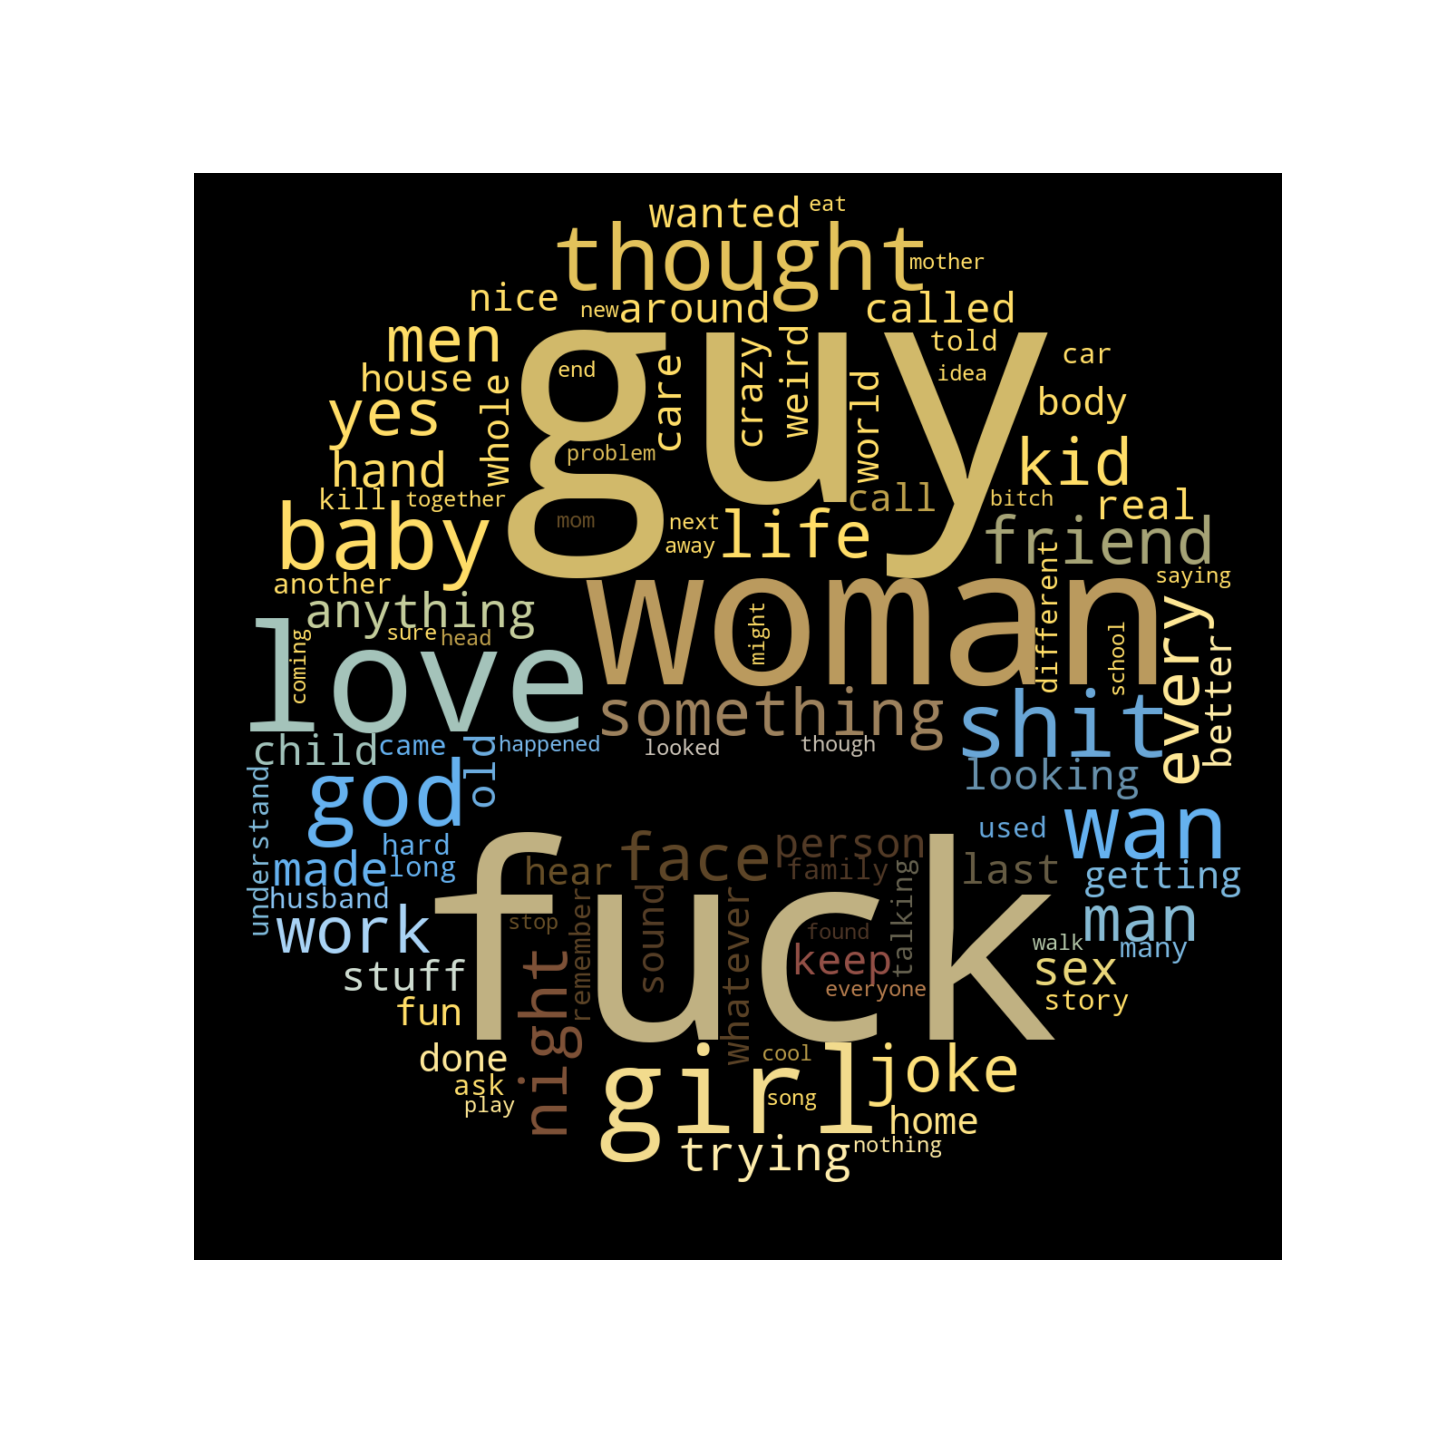 wanted
eat
thought
mother
nice
new
around
called
men
guy
told
car
house
end
care
crazy
weird
idea
yes
whole
world
body
hand
problem
kid
kill
together
call
bitch
real
baby
mom
next
life
friend
away
another
woman
different
saying
anything
sure
head
might
coming
love
school
every
better
something
shit
child
came
old
happened
looked
though
looking
god
understand
hard
fuck
face
person
used
wan
made
long
hear
family
last
getting
husband
talking
work
stop
remember
sound
whatever
found
man
walk
many
stuff
night
keep
sex
everyone
story
fun
done
cool
joke
ask
girl
song
play
home
trying
nothing